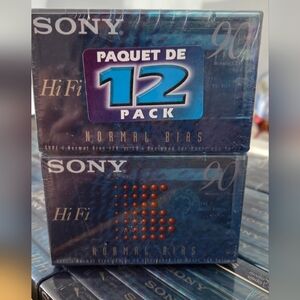 SONY
PAQUET DE
12
PACK
90
HiFi
NORMAL BIAS
SONY
90
HiFi
NORMAL BIAS